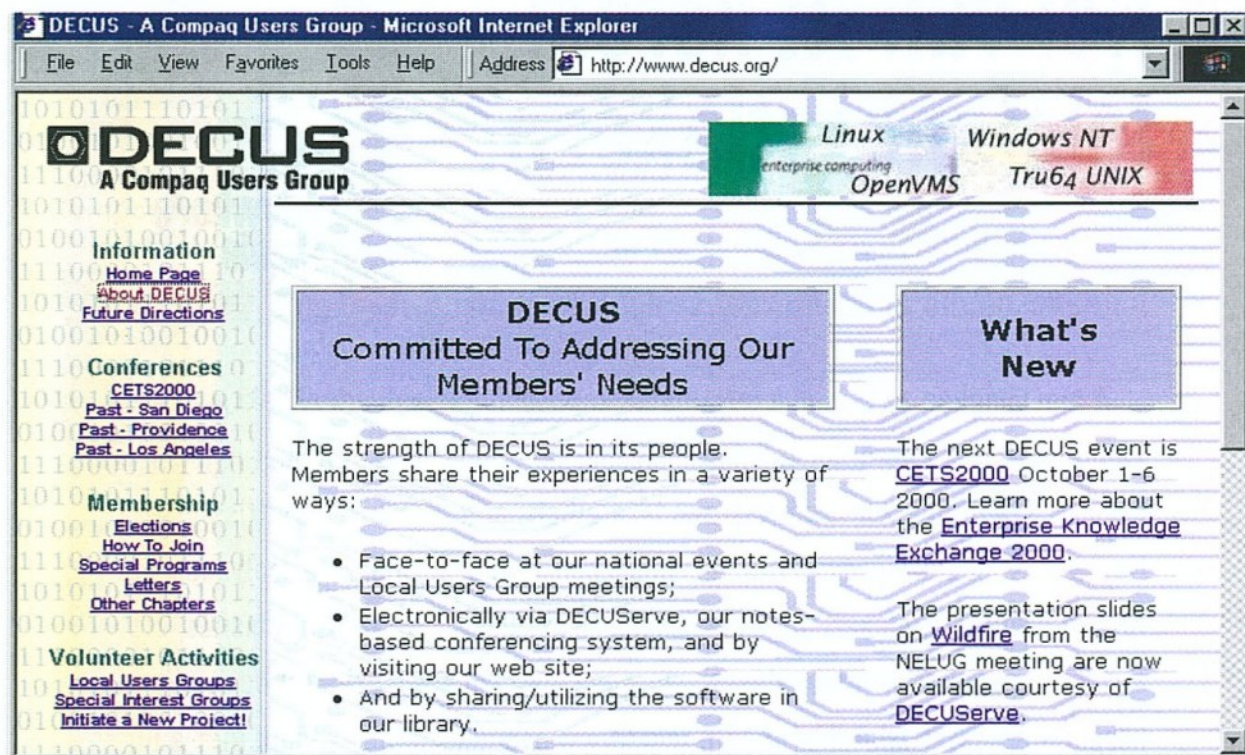 DECUS - A Compaq Users Group - Microsoft Internet Explorer
File Edit View Favorites Tools Help Address http://www.decus.org/
DECUS
A Compaq Users Group
Linux Windows NT
enterprise computing
OpenVMS Tru64 UNIX
Information
Home Page
About DECUS
Future Directions
Conferences
CETS2000
Past - San Diego
Past - Providence
Past - Los Angeles
Membership
Elections
How To Join
Special Programs
Letters
Other Chapters
Volunteer Activities
Local Users Groups
Special Interest Groups
Initiate a New Project!
DECUS
Committed To Addressing Our
Members' Needs
The strength of DECUS is in its people.
Members share their experiences in a variety of
ways:
• Face-to-face at our national events and
Local Users Group meetings;
• Electronically via DECUServe, our notes-
based conferencing system, and by
visiting our web site;
• And by sharing/utilizing the software in
our library.
What's
New
The next DECUS event is
CETS2000 October 1-6
2000. Learn more about
the Enterprise Knowledge
Exchange 2000.
The presentation slides
on Wildfire from the
NELUG meeting are now
available courtesy of
DECUServe.